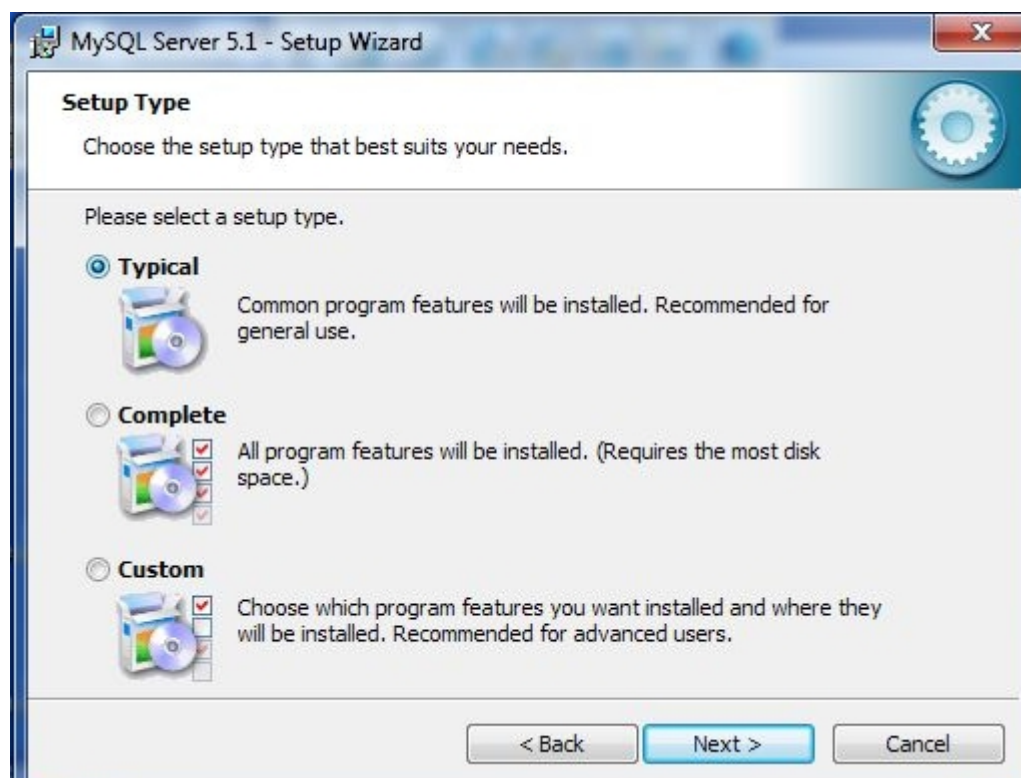 MySQL Server 5.1 - Setup Wizard
Setup Type
Choose the setup type that best suits your needs.
Please select a setup type.
Typical
Common program features will be installed. Recommended for
general use.
Complete
All program features will be installed. (Requires the most disk
space.)
Custom
Choose which program features you want installed and where they
will be installed. Recommended for advanced users.
< Back Next > Cancel